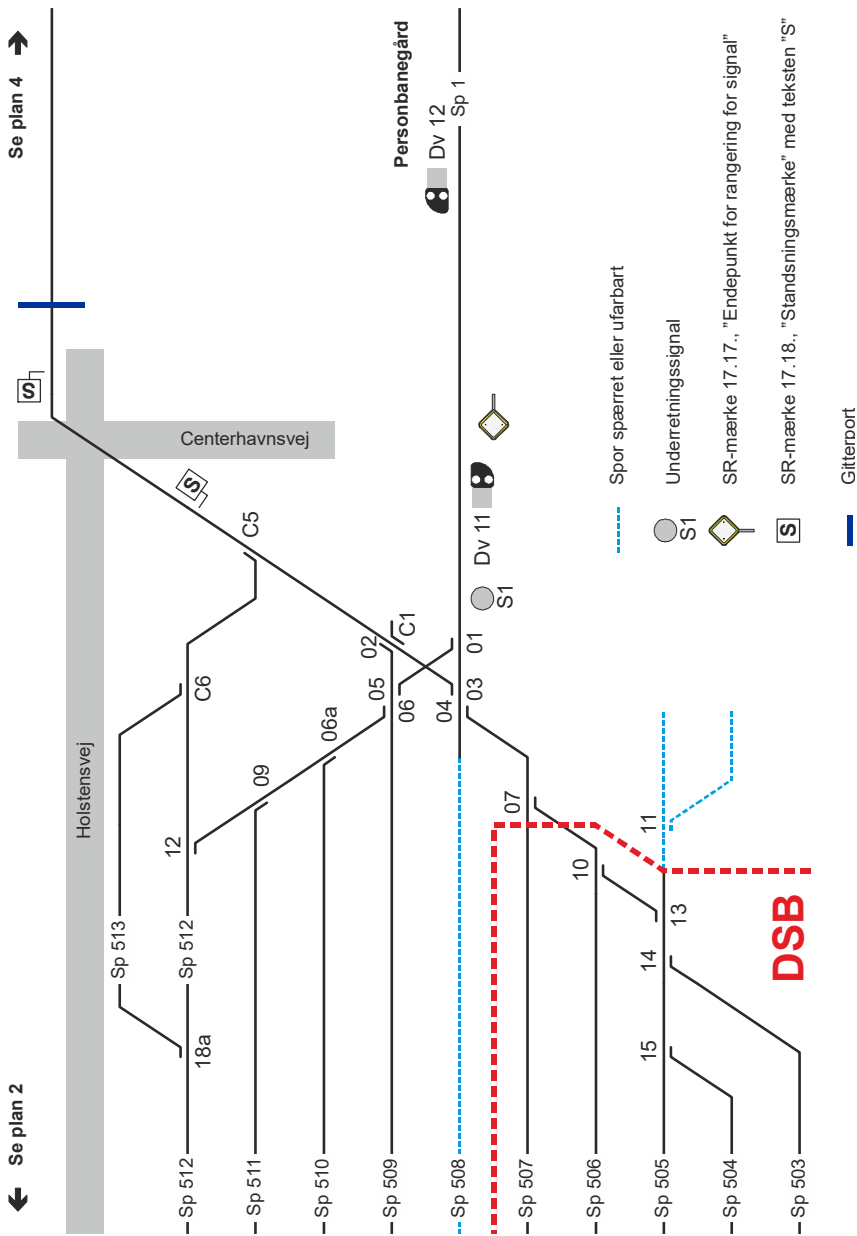 Se plan 2
Se plan 4
Holstensvej
Centerhavnsvej
S
S
Personbanegård
Dv 12
Sp 1
Dv 11
S1
C5
C1
C6
02
01
05
06
04
03
06a
09
12
07
10
11
13
14
15
18a
Sp 513
Sp 512
Sp 512
Sp 511
Sp 510
Sp 509
Sp 508
Sp 507
Sp 506
Sp 505
Sp 504
Sp 503
DSB
Spor spærret eller ufarbart
S1
Underretningssignal
SR-mærke 17.17., "Endepunkt for rangering for signal"
S
SR-mærke 17.18., "Standsningsmærke" med teksten "S"
Gitterport